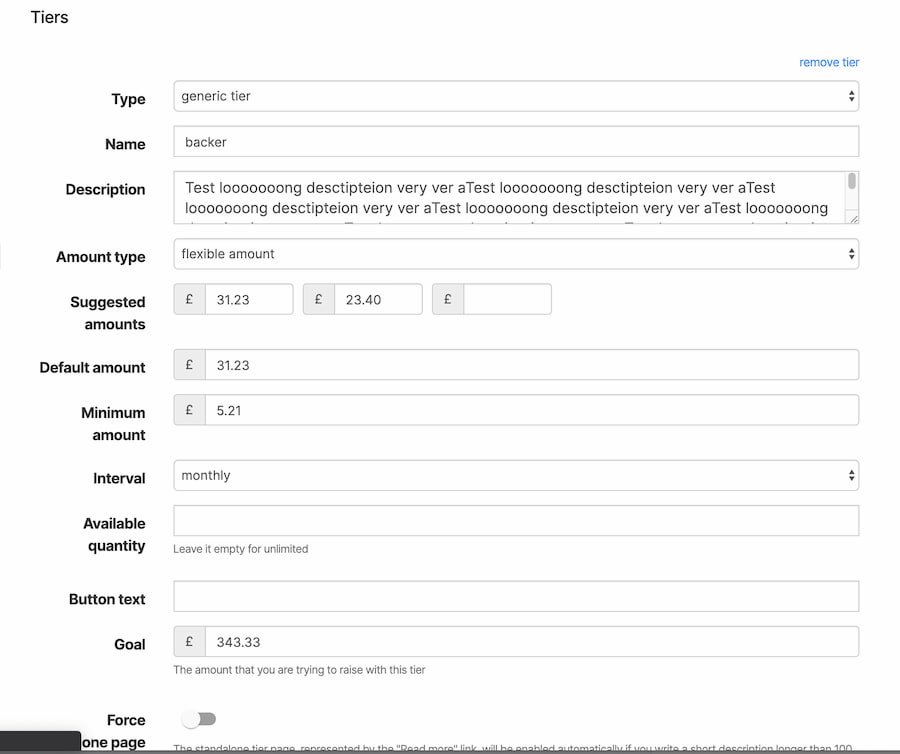 Tiers
remove tier
Type
generic tier
Name
backer
Description
Test looooooong desctipteion very ver aTest looooooong desctipteion very ver aTest
looooooong desctipteion very ver aTest looooooong desctipteion very ver aTest looooooong
Amount type
flexible amount
Suggested
amounts
£ 31.23 £ 23.40 £
Default amount
£ 31.23
Minimum
amount
£ 5.21
Interval
monthly
Available
quantity
Leave it empty for unlimited
Button text
Goal
£ 343.33
The amount that you are trying to raise with this tier
Force
one page
The standalone tier page, represented by the "Read more" link, will be enabled automatically if you write a short description longer than 100